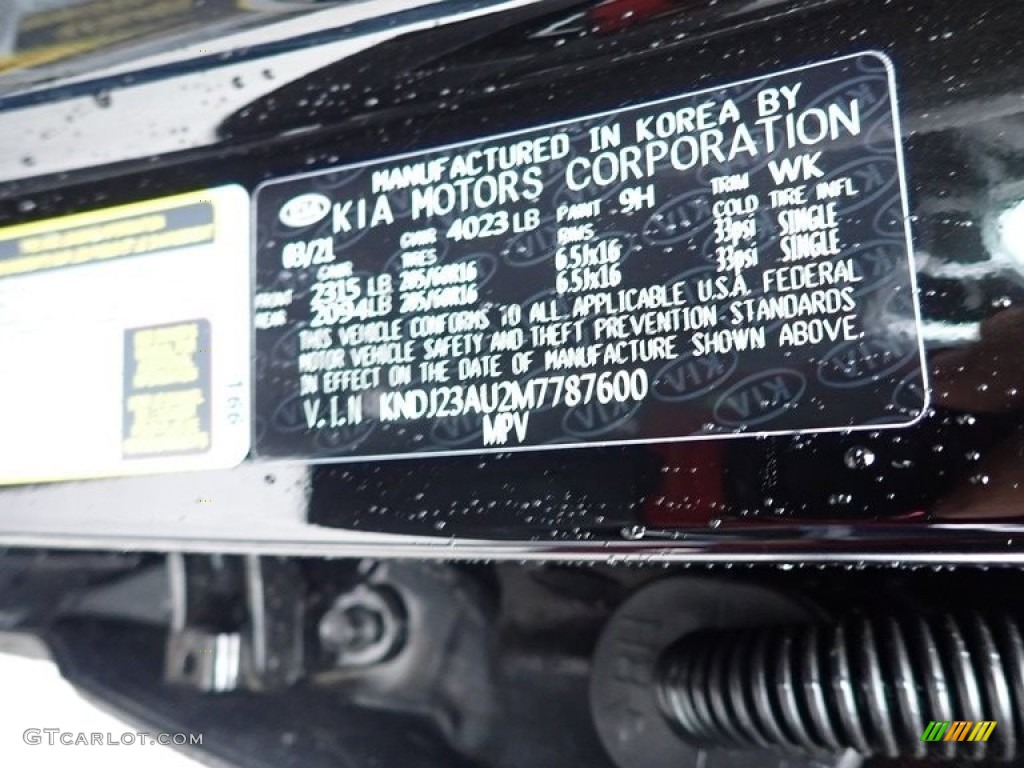 MANUFACTURED IN KOREA BY
KIA KIA MOTORS CORPORATION
03/21 GVWR 4023 LB PAINT 9H TRIM WK
GAWR TIRES RIMS COLD TIRE INFL
FRONT 2315 LB 205/60R16 6.5Jx16 33psi SINGLE
REAR 2094LB 205/60R16 6.5Jx16 33psi SINGLE
THIS VEHICLE CONFORMS TO ALL APPLICABLE U.S.A. FEDERAL
MOTOR VEHICLE SAFETY AND THEFT PREVENTION STANDARDS
IN EFFECT ON THE DATE OF MANUFACTURE SHOWN ABOVE.
V.I.N KNDJ23AU2M7787600
MPV
166
GTCARLOT.COM